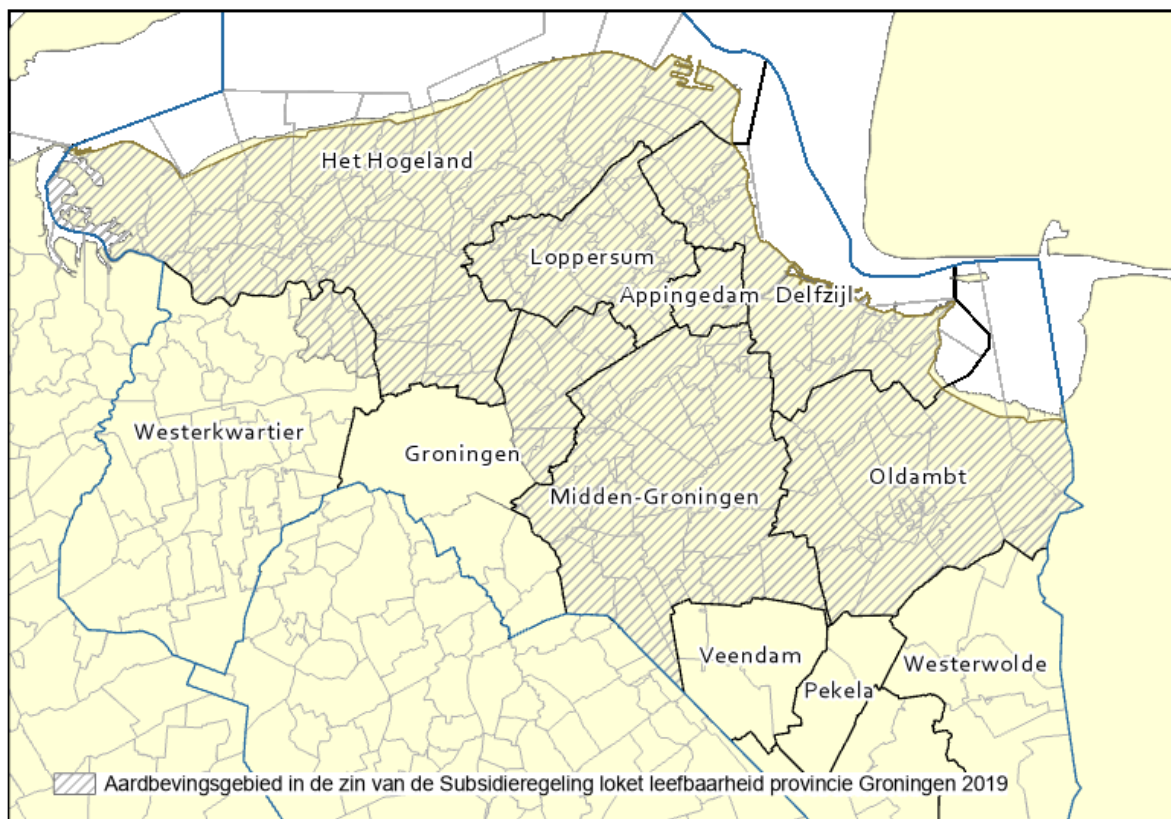 Het Hogeland
Loppersum
Appingedam
Delfzijl
Westerkwartier
Groningen
Midden-Groningen
Oldambt
Veendam
Pekela
Westerwolde
Aardbevingsgebied in de zin van de Subsidieregeling loket leefbaarheid provincie Groningen 2019